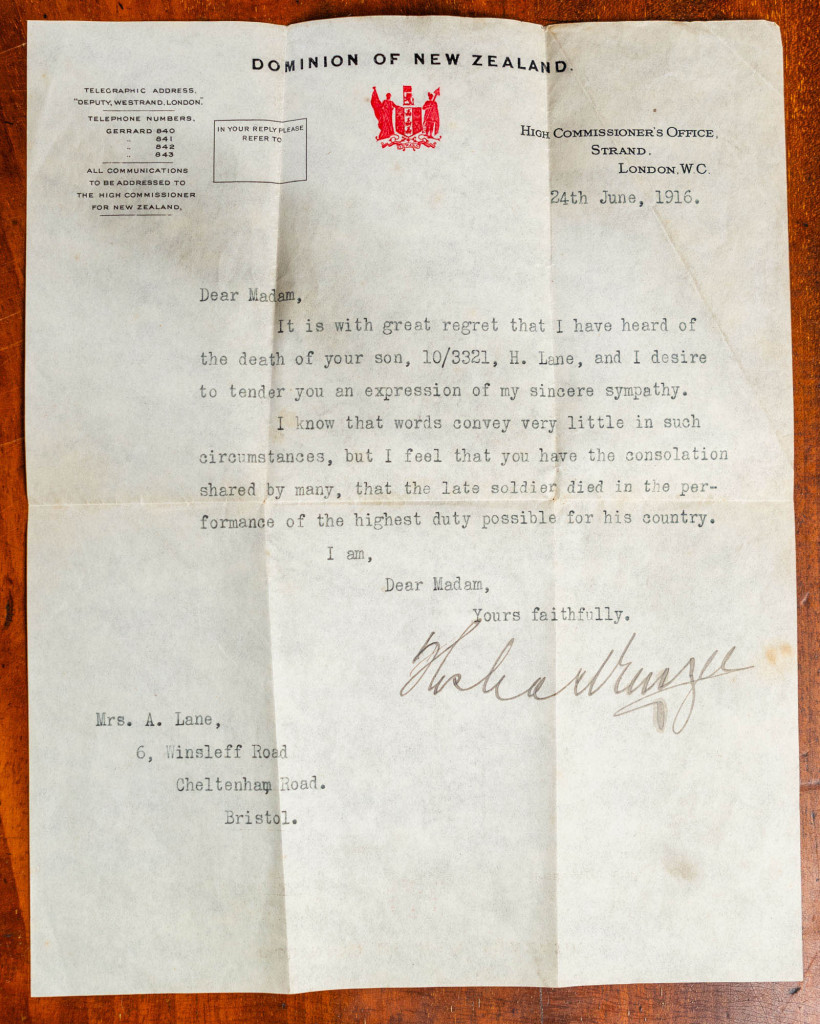 DOMINION OF NEW ZEALAND.
TELEGRAPHIC ADDRESS.
"DEPUTY, WESTRAND, LONDON."
TELEPHONE NUMBERS.
GERRARD 840
" 841
" 842
" 843
ALL COMMUNICATIONS
TO BE ADDRESSED TO
THE HIGH COMMISSIONER
FOR NEW ZEALAND.
IN YOUR REPLY PLEASE
REFER TO
HIGH COMMISSIONER'S OFFICE,
STRAND.
LONDON. W.C.
24th June, 1916.
Dear Madam,
It is with great regret that I have heard of
the death of your son, 10/3321, H. Lane, and I desire
to tender you an expression of my sincere sympathy.
I know that words convey very little in such
circumstances, but I feel that you have the consolation
shared by many, that the late soldier died in the per-
formance of the highest duty possible for his country.
I am,
Dear Madam,
Yours faithfully.
Mrs. A. Lane,
6, Winsleff Road
Cheltenham Road.
Bristol.